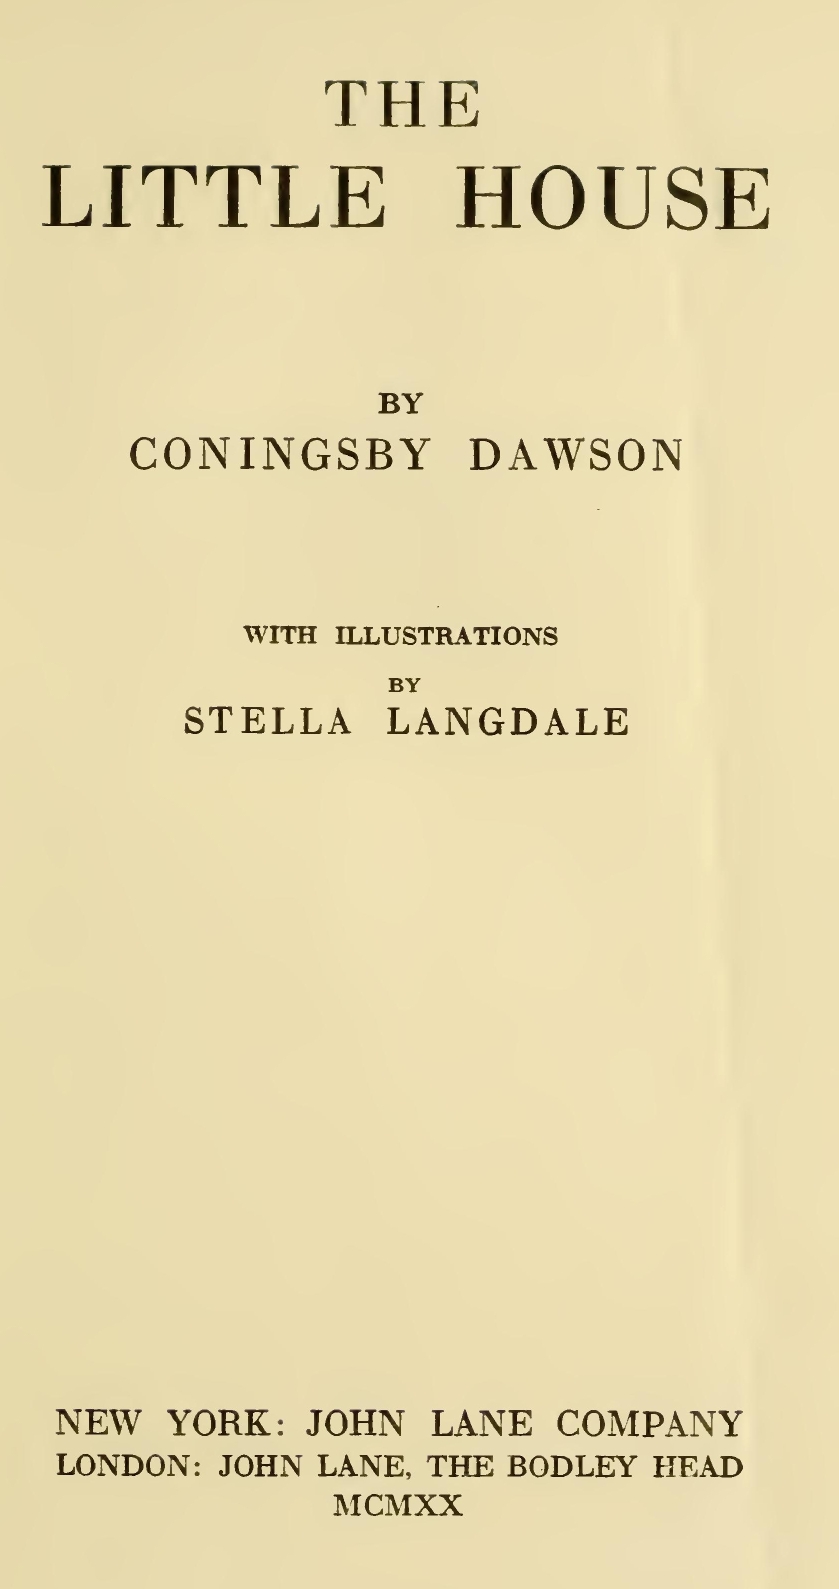 THE
LITTLE HOUSE
BY
CONINGSBY DAWSON
WITH ILLUSTRATIONS
BY
STELLA LANGDALE
NEW YORK: JOHN LANE COMPANY
LONDON: JOHN LANE, THE BODLEY HEAD
MCMXX